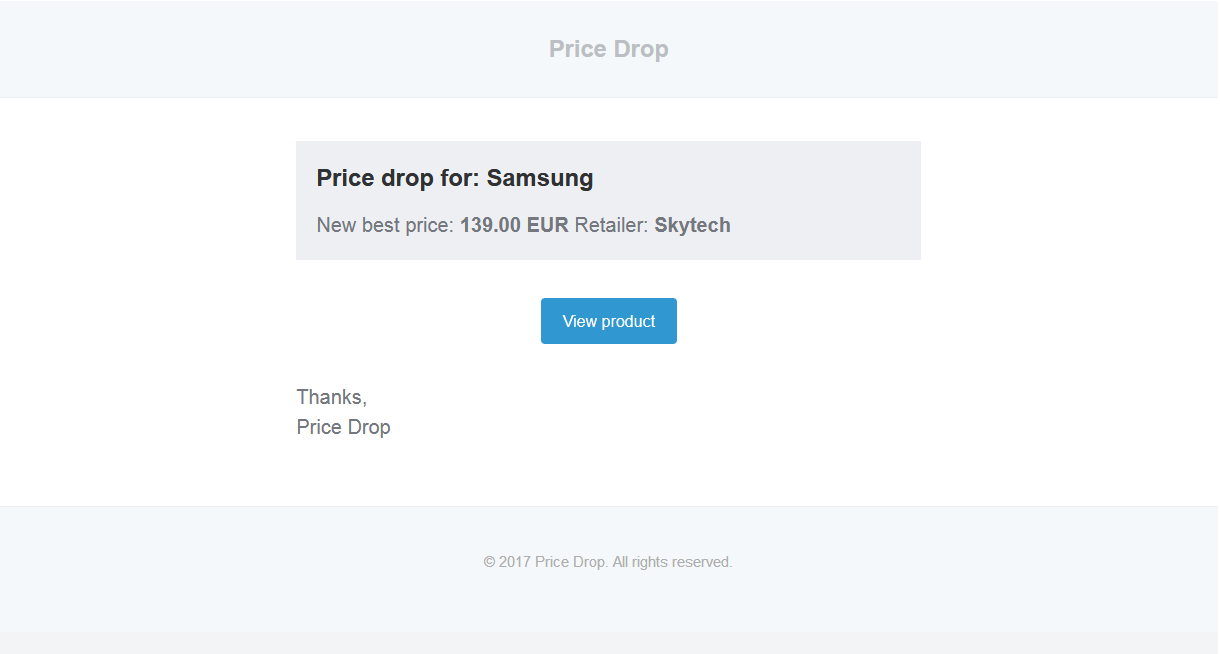 Price Drop
Price drop for: Samsung
New best price: 139.00 EUR Retailer: Skytech
View product
Thanks,
Price Drop
© 2017 Price Drop. All rights reserved.